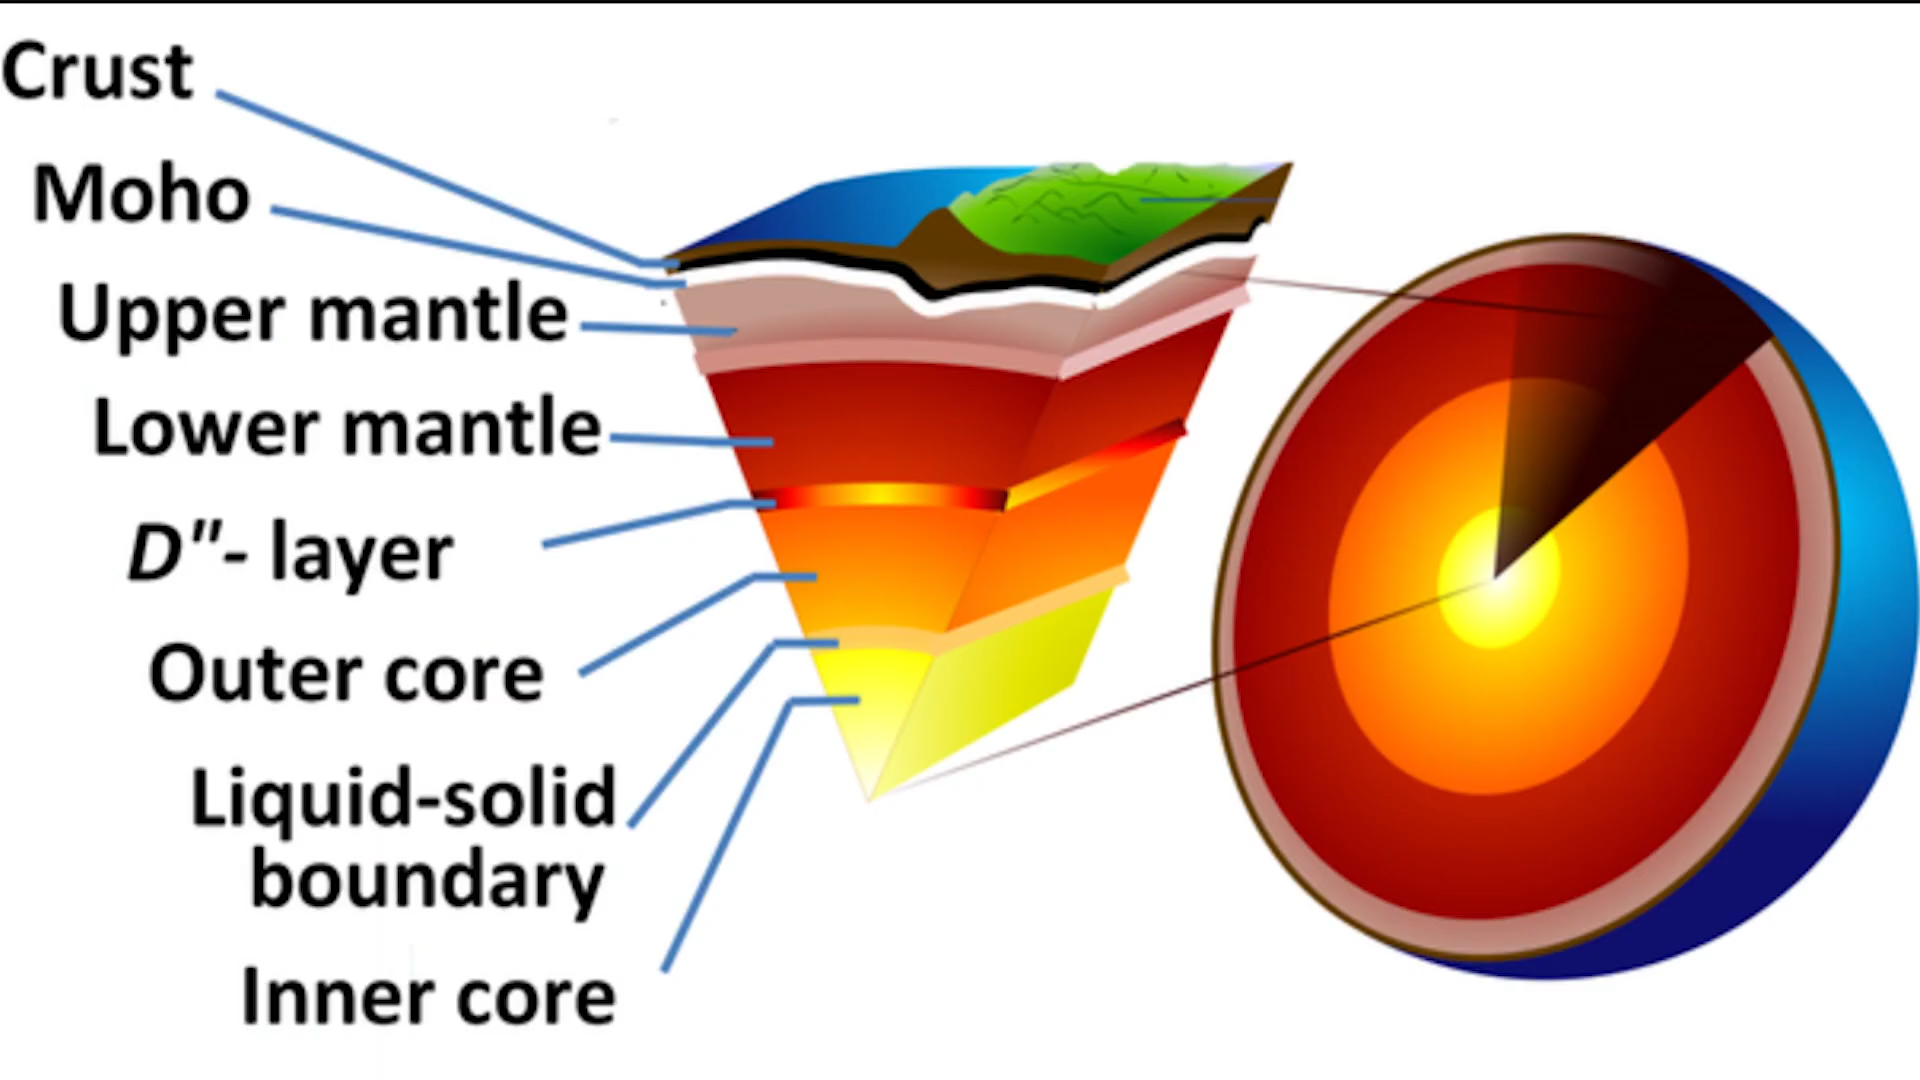 Crust
Moho
Upper mantle
Lower mantle
D"- layer
Outer core
Liquid-solid
boundary
Inner core